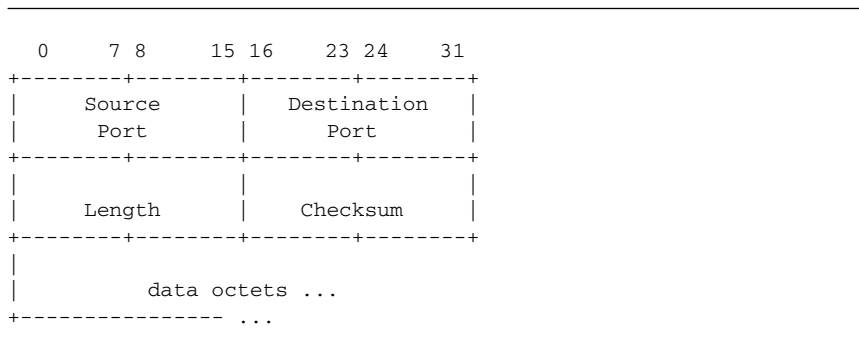 0 7 8 15 16 23 24 31
+--------+--------+--------+--------+
| Source | Destination |
| Port | Port |
+--------+--------+--------+--------+
| | |
| Length | Checksum |
+--------+--------+--------+--------+
|
| data octets ...
+---------------- ...